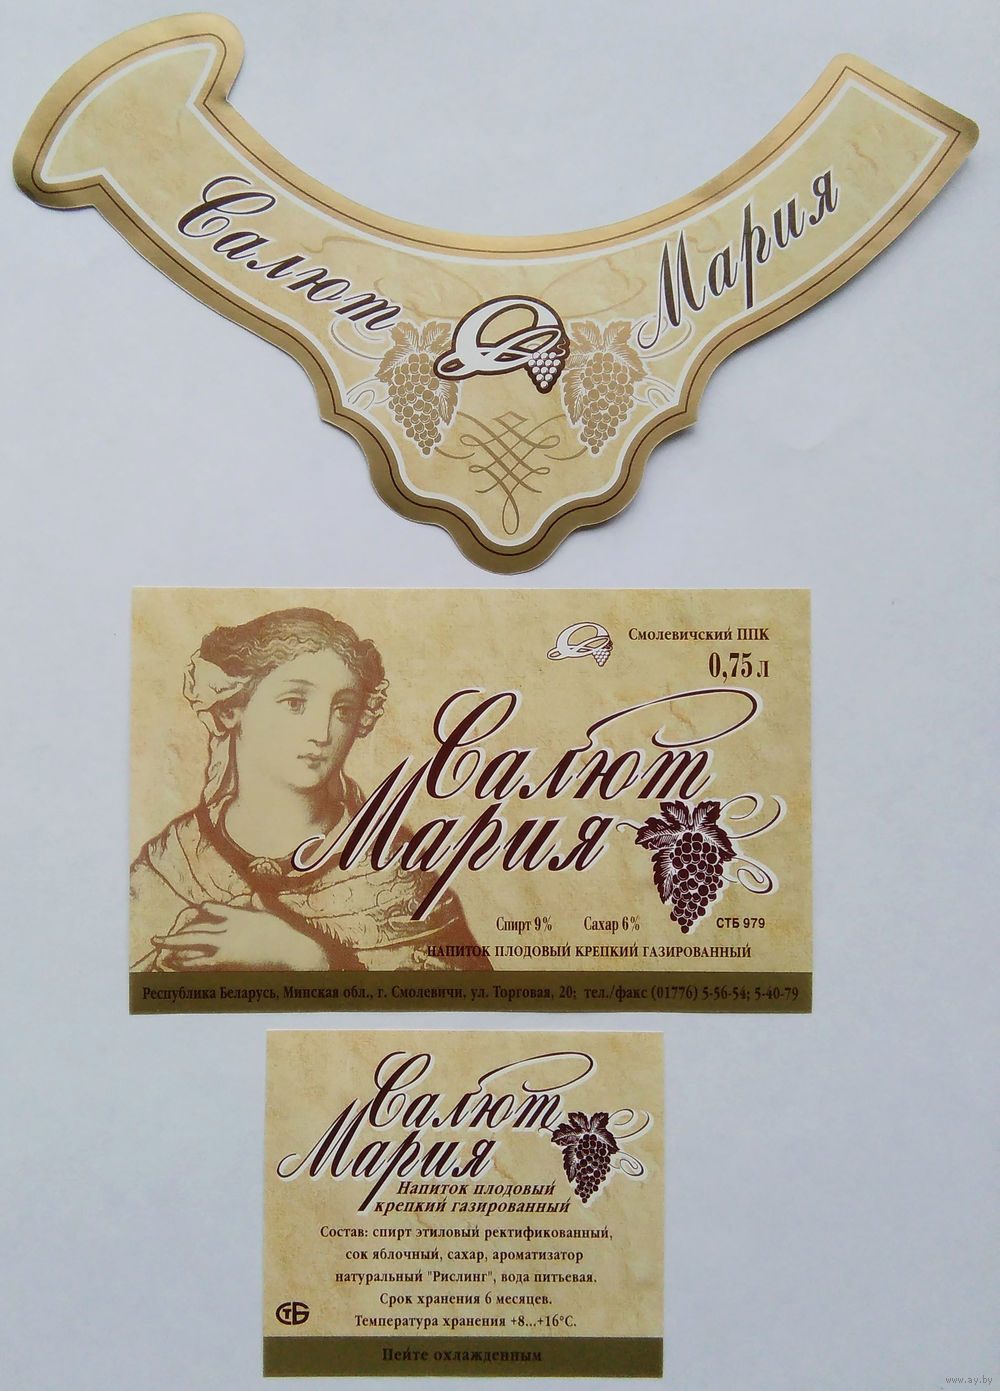 Салют Мария
Смолевичский ППК
0,75 л
Салют
Мария
Спирт 9% Сахар 6% СТБ 979
НАПИТОК ПЛОДОВЫЙ КРЕПКИЙ ГАЗИРОВАННЫЙ
Республика Беларусь, Минская обл., г. Смолевичи, ул. Торговая, 20; тел./факс (01776) 5-56-54; 5-40-79
Салют
Мария
Напиток плодовый
крепкий газированный
Состав: спирт этиловый ректификованный,
сок яблочный, сахар, ароматизатор
натуральный "Рислинг", вода питьевая.
Срок хранения 6 месяцев.
Температура хранения +8...+16°С.
СТБ
Пейте охлажденным
www.ay.by